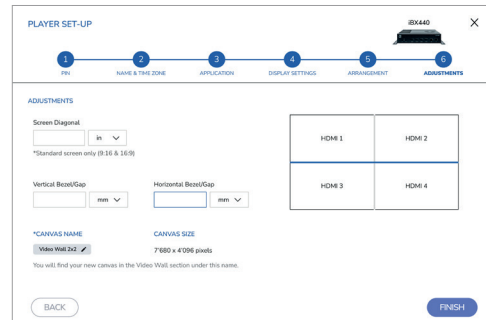 PLAYER SET-UP
iBX440
1
2
3
4
5
6
PIN
NAME & TIME ZONE
APPLICATION
DISPLAY SETTINGS
ARRANGEMENT
ADJUSTMENTS
ADJUSTMENTS
Screen Diagonal
in
*Standard screen only (9:16 & 16:9)
Vertical Bezel/Gap
Horizontal Bezel/Gap
mm
mm
HDMI 1
HDMI 2
HDMI 3
HDMI 4
*CANVAS NAME
CANVAS SIZE
Video Wall 2x2
7'680 x 4'096 pixels
You will find your new canvas in the Video Wall section under this name.
BACK
FINISH